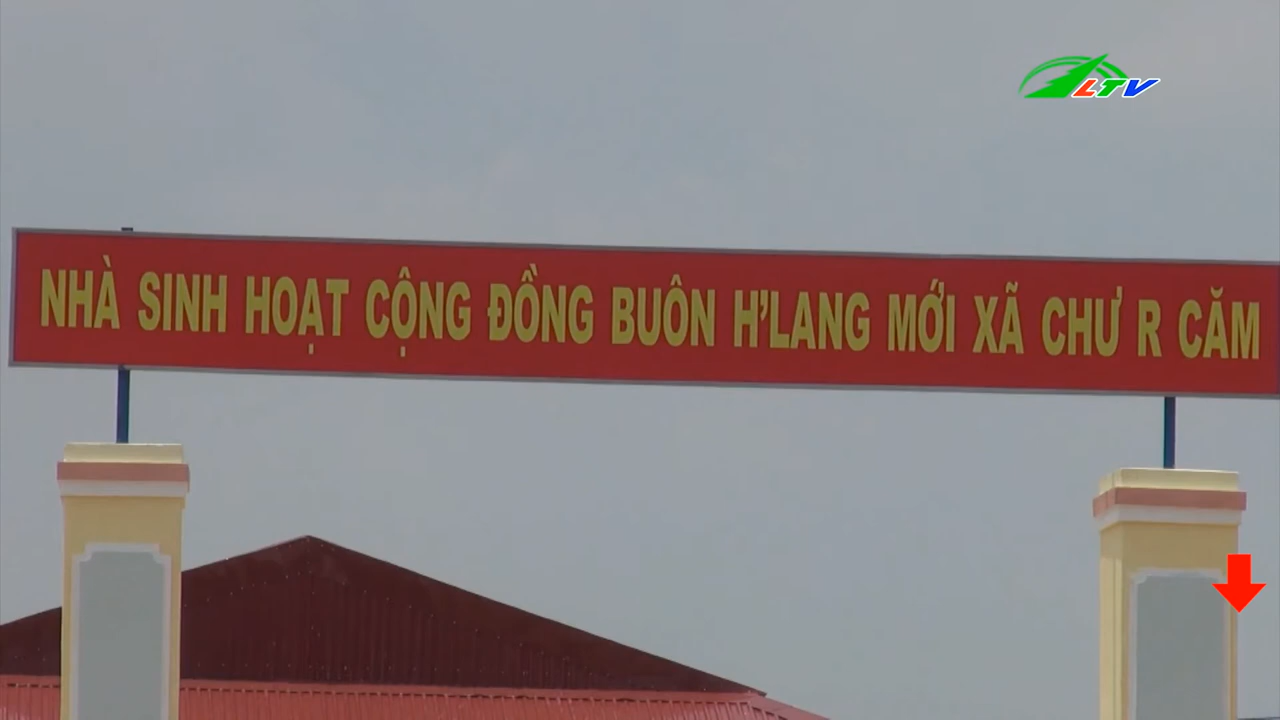 LTV
NHÀ SINH HOẠT CỘNG ĐỒNG BUÔN H'LANG MỚI XÃ CHƯ R CĂM